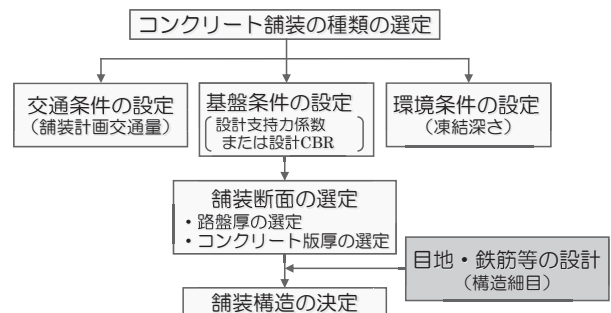 コンクリート舗装の種類の選定
交通条件の設定
(舗装計画交通量)
基盤条件の設定
設計支持力係数
または設計CBR
環境条件の設定
(凍結深さ)
舗装断面の選定
・路盤厚の選定
・コンクリート版厚の選定
目地・鉄筋等の設計
(構造細目)
舗装構造の決定